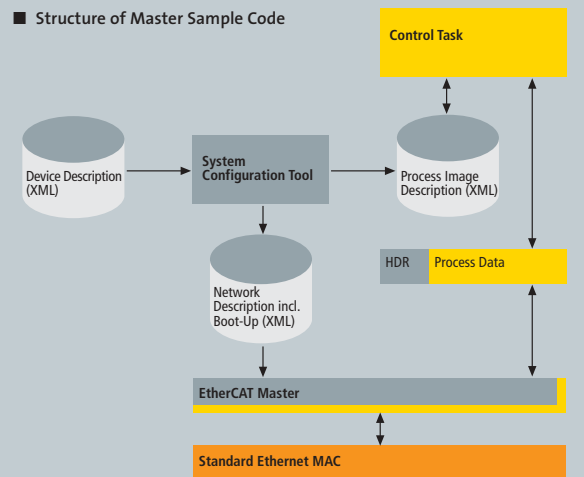 Structure of Master Sample Code
Control Task
Device Description
(XML)
System
Configuration Tool
Process Image
Description (XML)
HDR
Process Data
Network
Description incl.
Boot-Up (XML)
EtherCAT Master
Standard Ethernet MAC